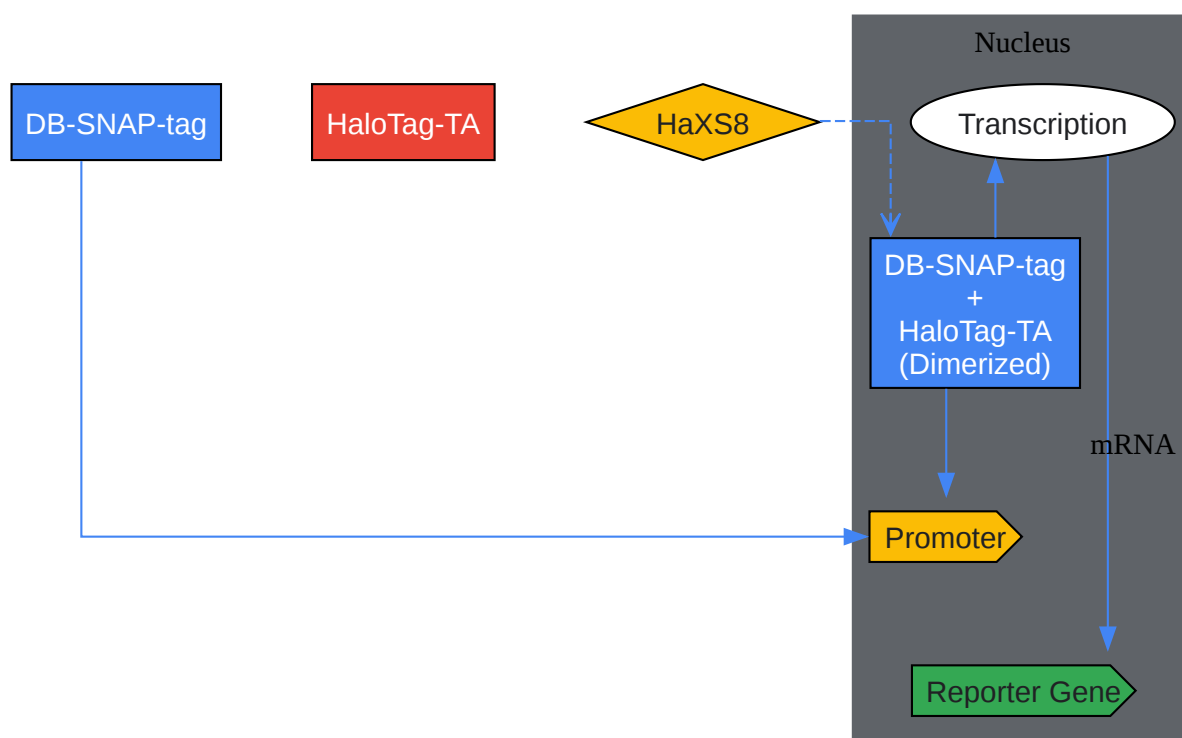 Nucleus
DB-SNAP-tag
HaloTag-TA
HaXS8
Transcription
DB-SNAP-tag
+
HaloTag-TA
(Dimerized)
mRNA
Promoter
Reporter Gene